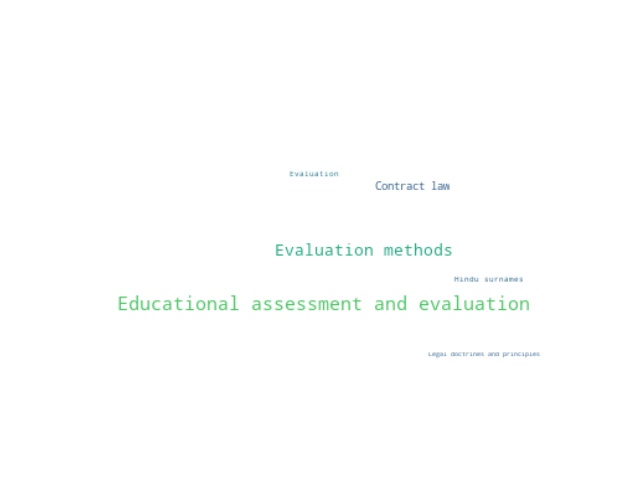 Evaluation
Contract law
Evaluation methods
Hindu surnames
Educational assessment and evaluation
Legal doctrines and principles